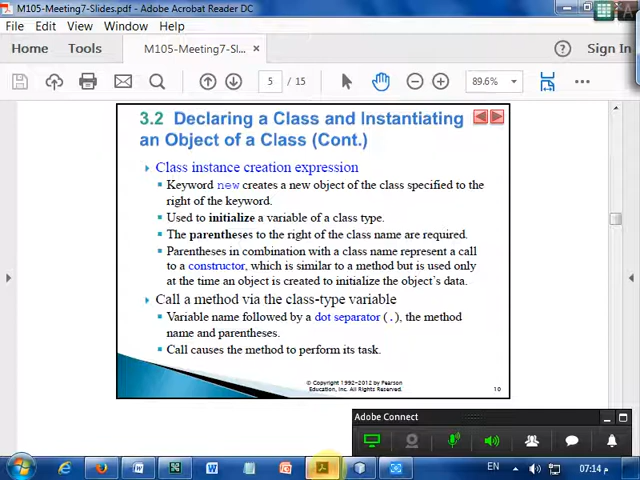 M105-Meeting7-Slides.pdf - Adobe Acrobat Reader DC
File Edit View Window Help
Home Tools M105-Meeting7-Sl... × Sign In
5 / 15 89.6%
3.2 Declaring a Class and Instantiating
an Object of a Class (Cont.)
Class instance creation expression
Keyword new creates a new object of the class specified to the
right of the keyword.
Used to initialize a variable of a class type.
The parentheses to the right of the class name are required.
Parentheses in combination with a class name represent a call
to a constructor, which is similar to a method but is used only
at the time an object is created to initialize the object's data.
Call a method via the class-type variable
Variable name followed by a dot separator (.), the method
name and parentheses.
Call causes the method to perform its task.
© Copyright 1992-2012 by Pearson
Education, Inc. All Rights Reserved.
10
Adobe Connect
EN 07:14 م